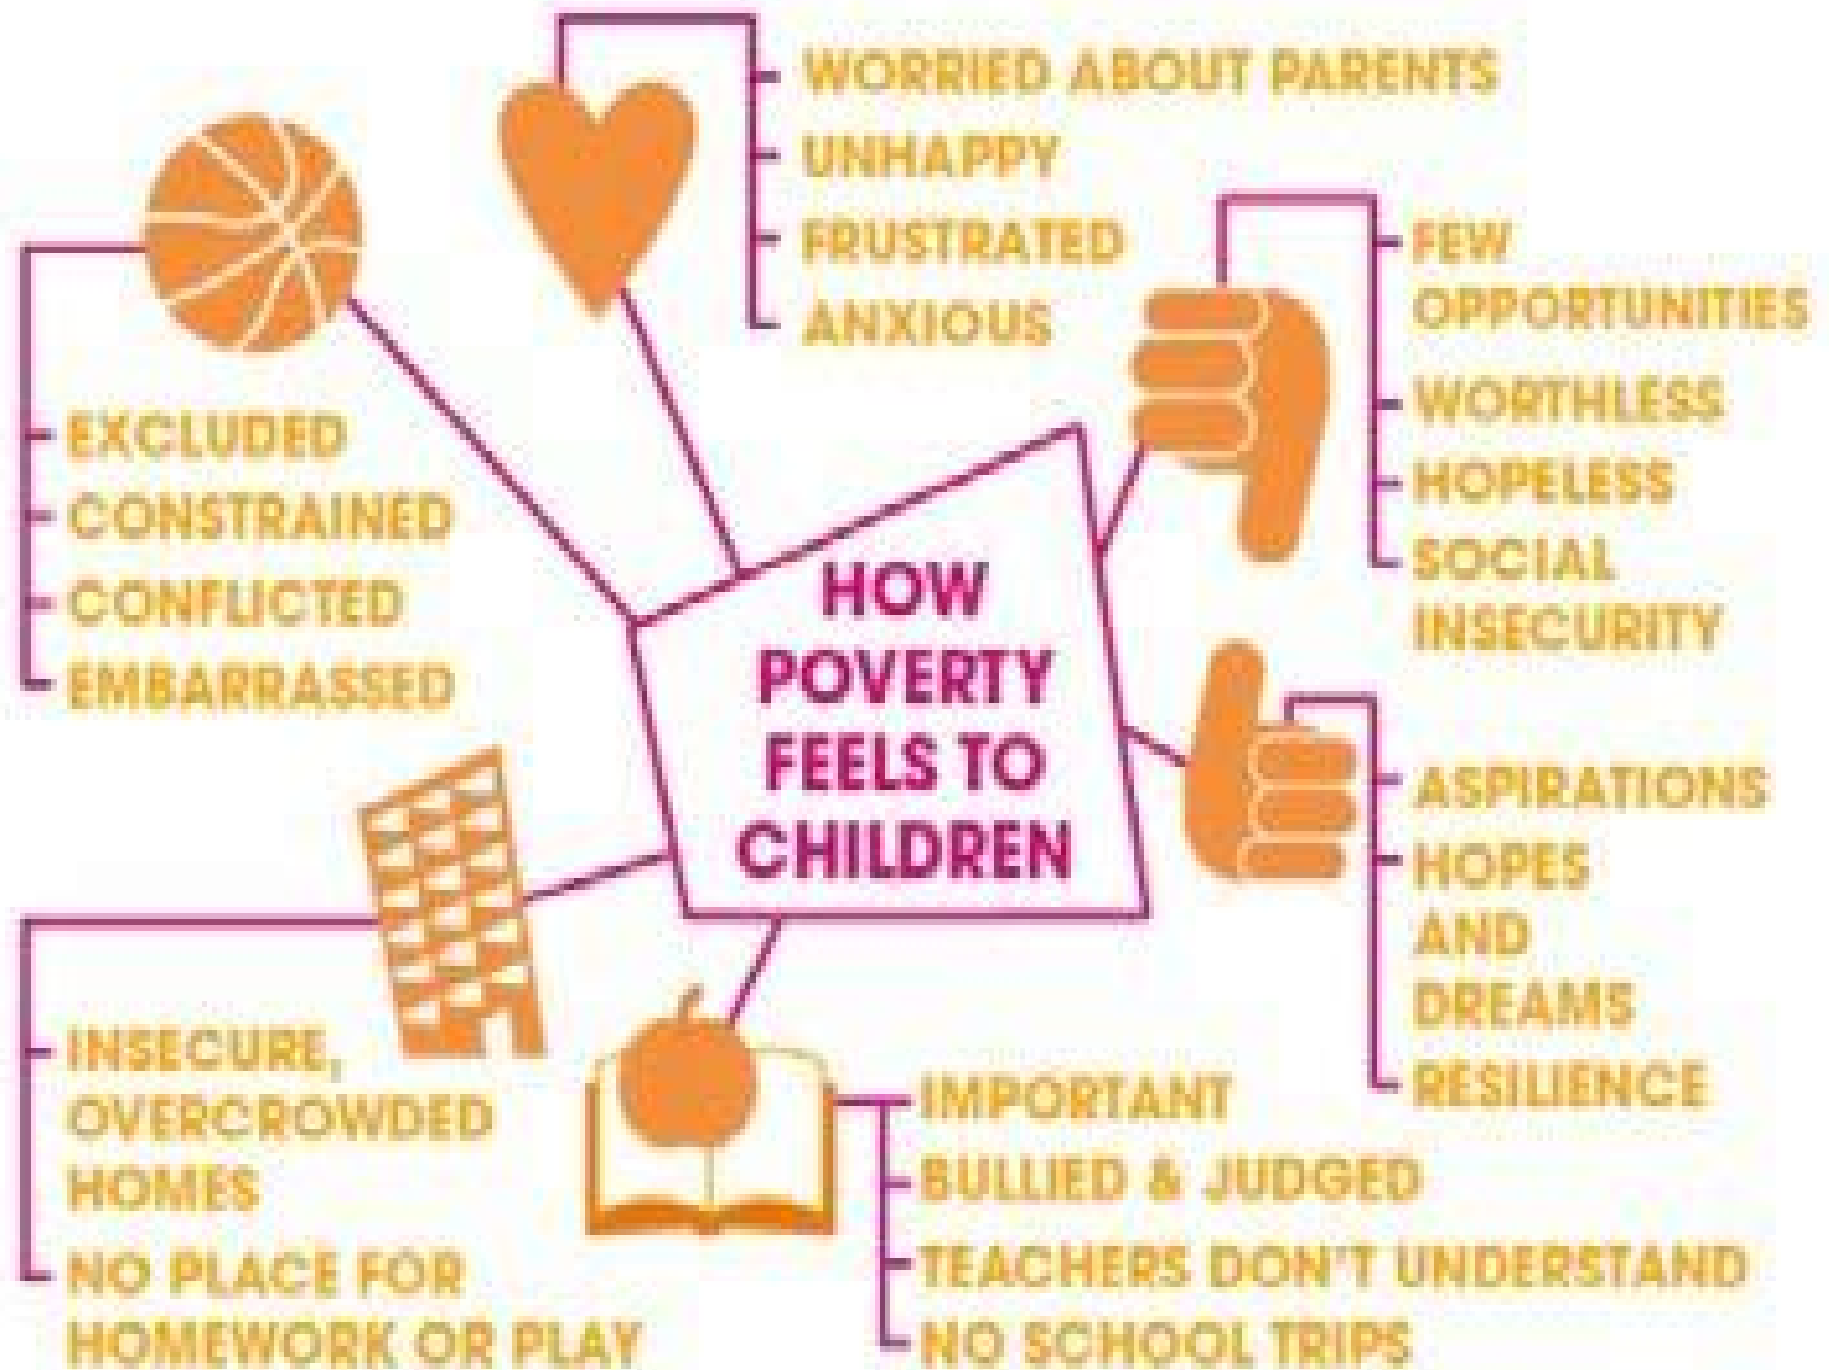 WORRIED ABOUT PARENTS
UNHAPPY
FRUSTRATED
ANXIOUS
FEW
OPPORTUNITIES
WORTHLESS
HOPELESS
SOCIAL
INSECURITY
EXCLUDED
CONSTRAINED
CONFLICTED
EMBARRASSED
HOW
POVERTY
FEELS TO
CHILDREN
ASPIRATIONS
HOPES
AND
DREAMS
RESILIENCE
INSECURE,
OVERCROWDED
HOMES
NO PLACE FOR
HOMEWORK OR PLAY
IMPORTANT
BULLIED & JUDGED
TEACHERS DON'T UNDERSTAND
NO SCHOOL TRIPS